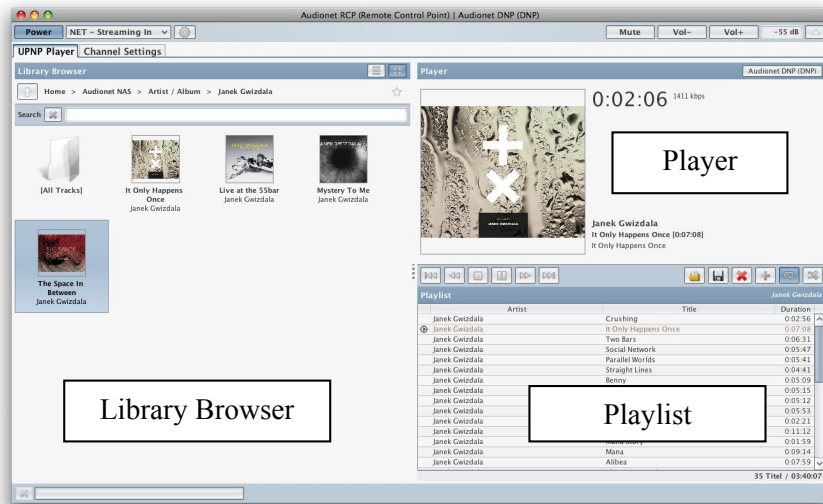 Audionet RCP (Remote Control Point) | Audionet DNP (DNP)
Power NET - Streaming In Mute Vol- Vol+ -55 dB
UPNP Player Channel Settings
Library Browser
Home > Audionet NAS > Artist / Album > Janek Gwizdala
Search
[All Tracks]
It Only Happens
Once
Janek Gwizdala
Live at the 55bar
Janek Gwizdala
Mystery To Me
Janek Gwizdala
The Space In
Between
Janek Gwizdala
Library Browser
Player Audionet DNP (DNP)
0:02:06 1411 kbps
Player
Janek Gwizdala
It Only Happens Once [0:07:08]
It Only Happens Once
Playlist Janek Gwizdala
Artist Title Duration
Janek Gwizdala Crushing 0:02:56
Janek Gwizdala It Only Happens Once 0:07:08
Janek Gwizdala Two Bars 0:06:31
Janek Gwizdala Social Network 0:05:47
Janek Gwizdala Parallel Worlds 0:05:41
Janek Gwizdala Straight Lines 0:04:41
Janek Gwizdala Benny 0:05:09
Janek Gwizdala 0:05:15
Janek Gwizdala 0:05:12
Janek Gwizdala 0:05:53
Janek Gwizdala 0:02:21
Janek Gwizdala 0:11:12
Janek Gwizdala 0:01:59
Janek Gwizdala Mana 0:09:14
Janek Gwizdala Alibea 0:07:59
Playlist
35 Titel / 03:40:07